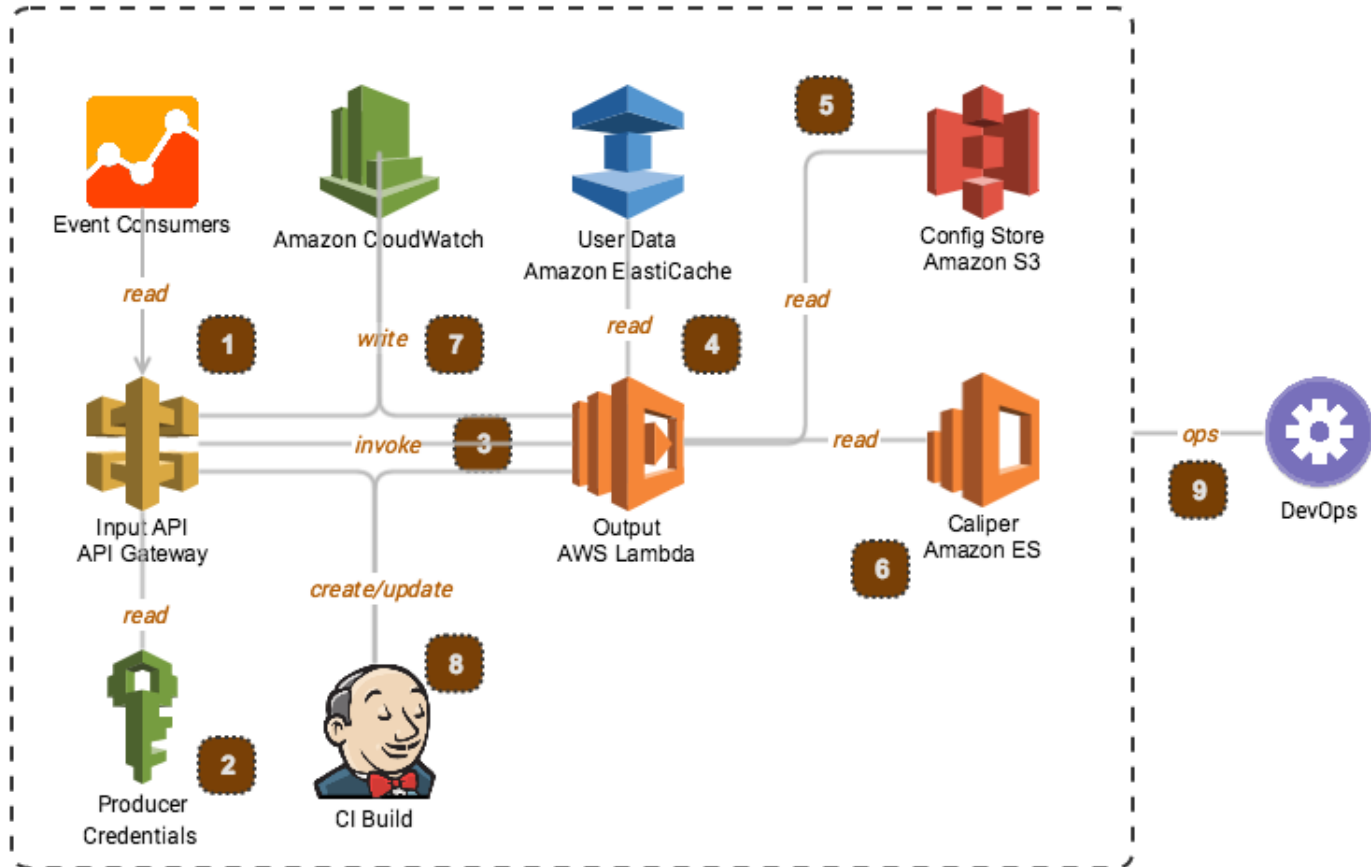 5
Event Consumers
Amazon CloudWatch
User Data
Amazon ElastiCache
Config Store
Amazon S3
read
read
1
write
7
read
4
invoke
3
read
ops
9
DevOps
Input API
API Gateway
Output
AWS Lambda
Caliper
Amazon ES
6
create/update
read
8
2
Producer
Credentials
CI Build